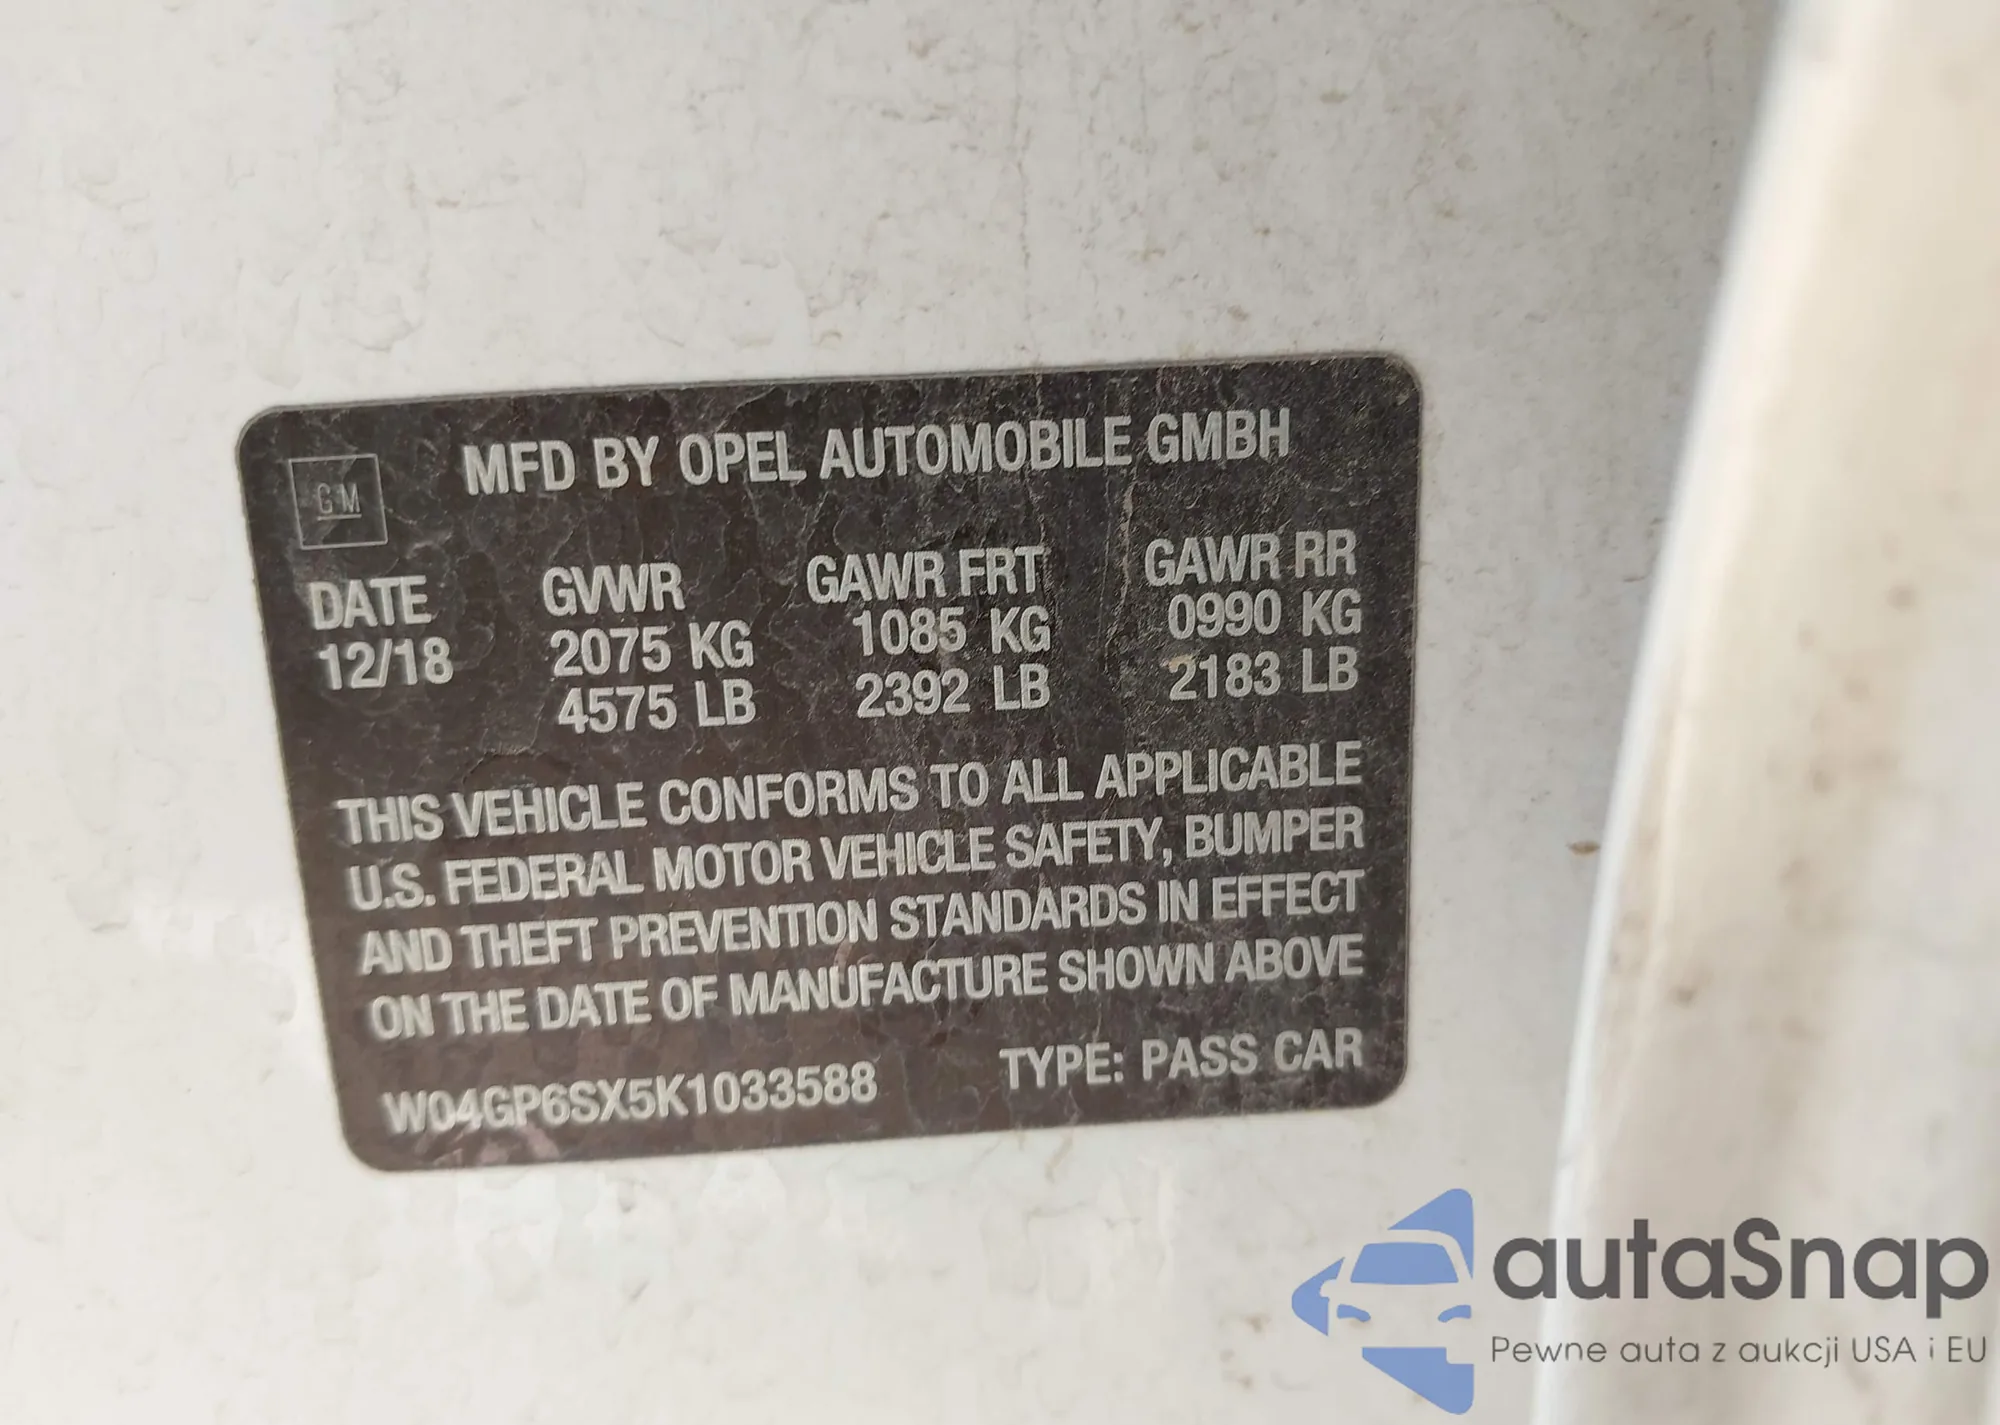 GM
MFD BY OPEL AUTOMOBILE GMBH
DATE GVWR GAWR FRT GAWR RR
12/18 2075 KG 1085 KG 0990 KG
4575 LB 2392 LB 2183 LB
THIS VEHICLE CONFORMS TO ALL APPLICABLE
U.S. FEDERAL MOTOR VEHICLE SAFETY, BUMPER
AND THEFT PREVENTION STANDARDS IN EFFECT
ON THE DATE OF MANUFACTURE SHOWN ABOVE
W04GP6SX5K1033588 TYPE: PASS CAR
autaSnap
Pewne auta z aukcji USA i EU